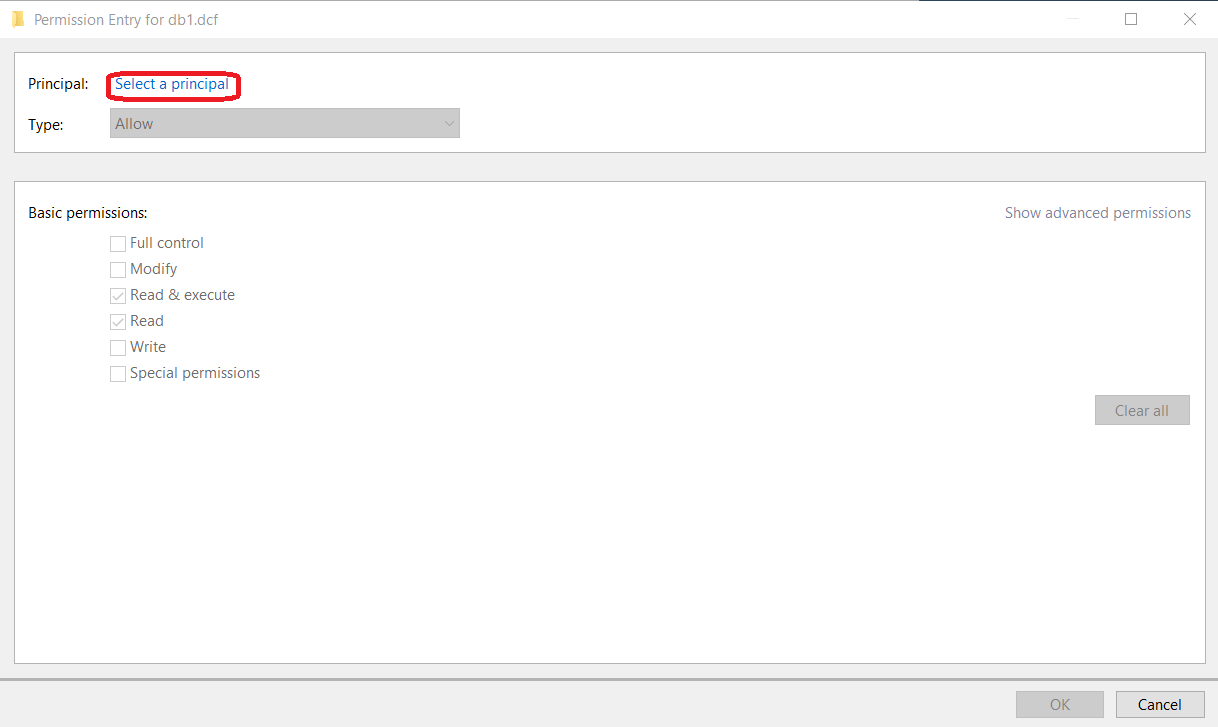 Permission Entry for db1.dcf
Principal: Select a principal
Type: Allow
Basic permissions: Show advanced permissions
Full control
Modify
Read & execute
Read
Write
Special permissions
Clear all
OK Cancel